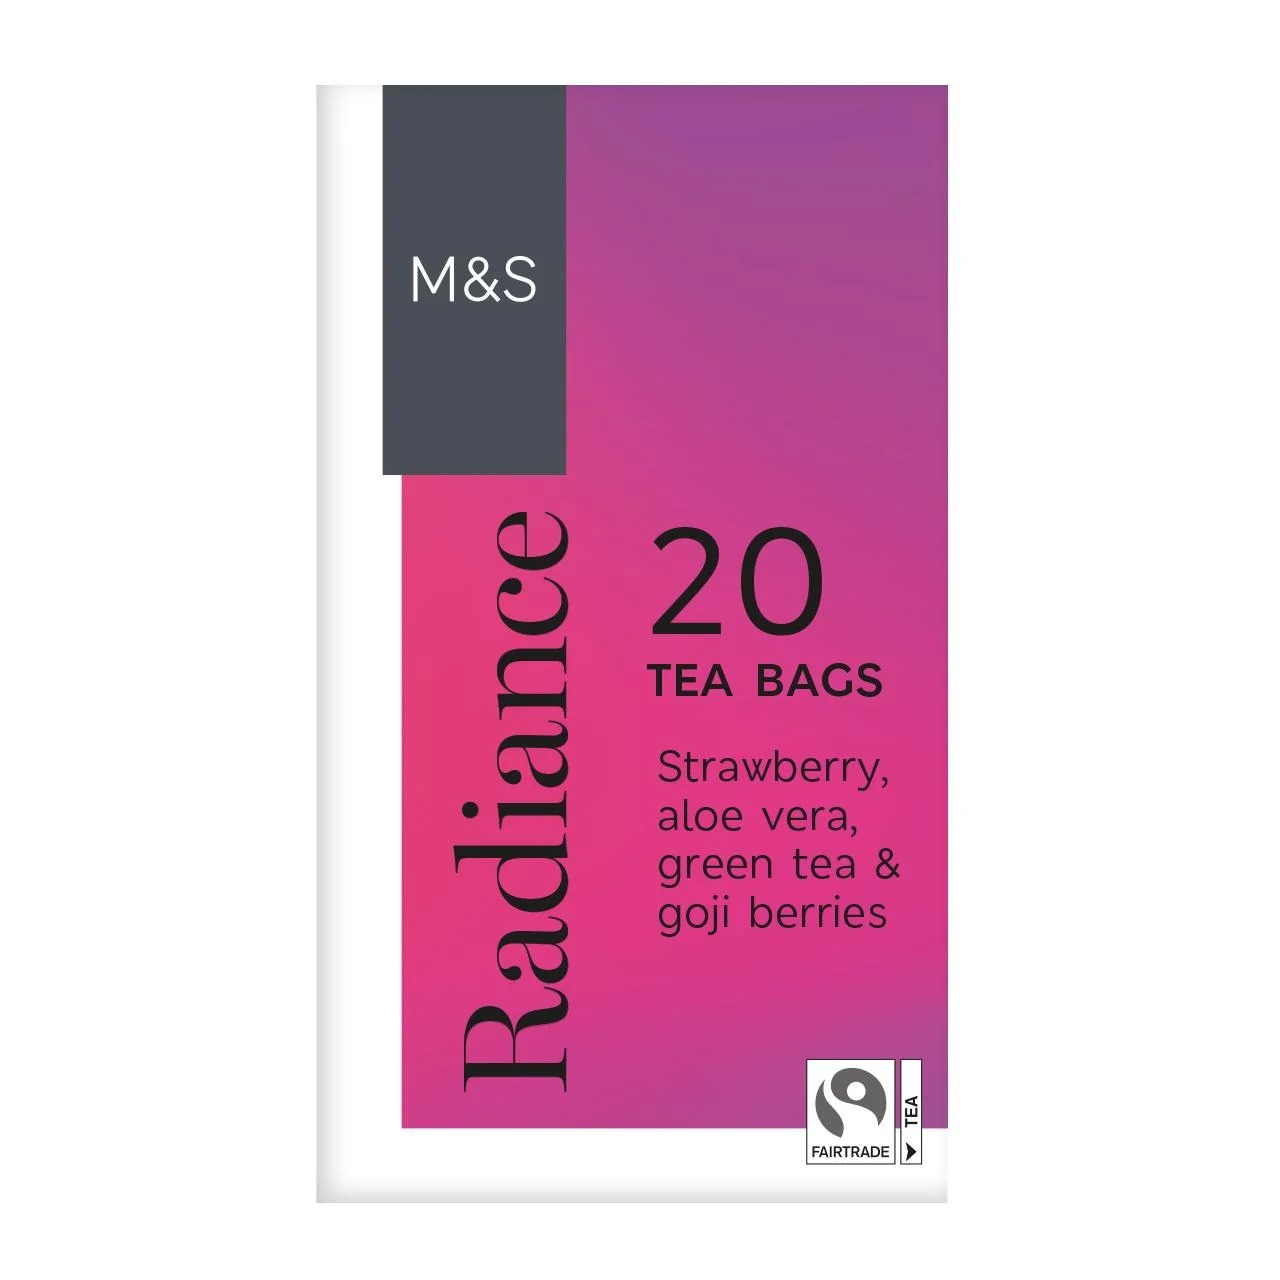 M&S
Radiance
20
TEA BAGS
Strawberry,
aloe vera,
green tea &
goji berries
FAIRTRADE
TEA